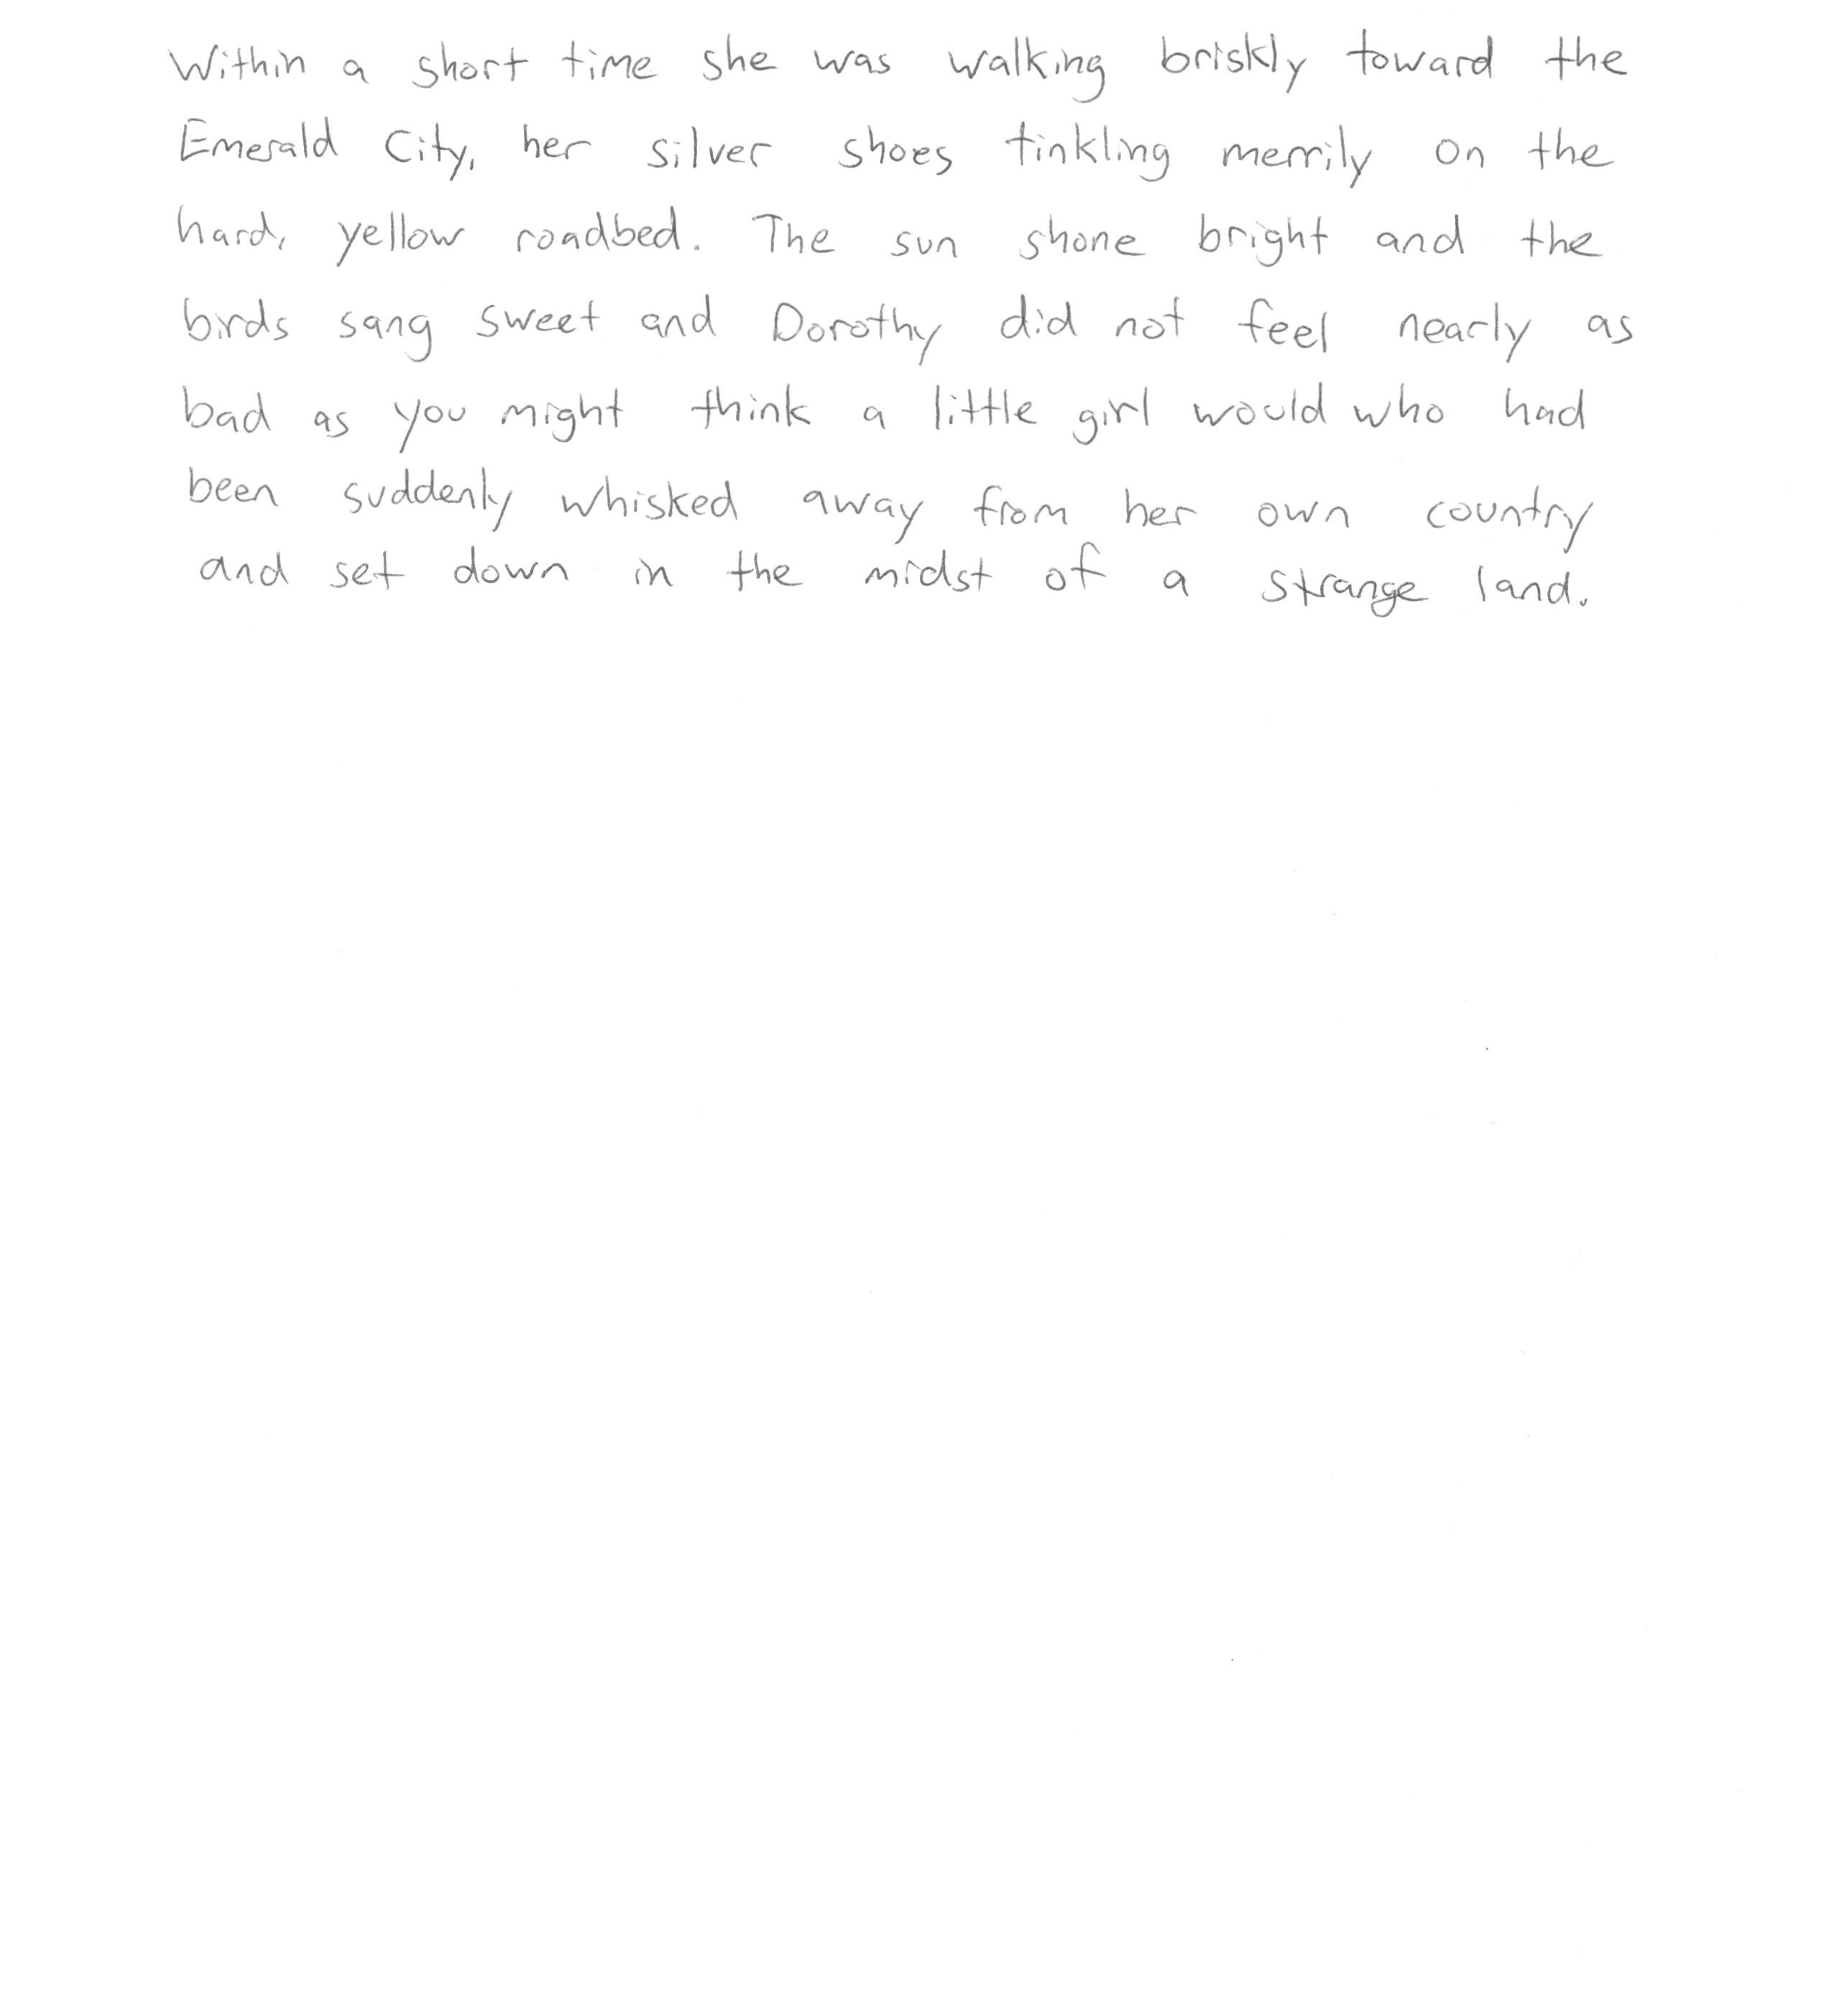 Within a short time she was walking briskly toward the
Emerald City, her silver shoes tinkling merrily on the
hard, yellow roadbed. The sun shone bright and the
birds sang sweet and Dorothy did not feel nearly as
bad as you might think a little girl would who had
been suddenly whisked away from her own country
and set down in the midst of a strange land.